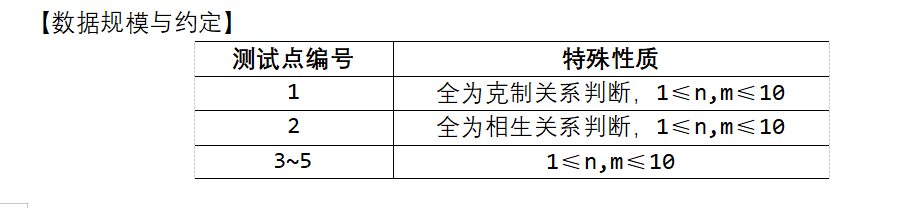 【数据规模与约定】
测试点编号 特殊性质
1 全为克制关系判断，1≤n,m≤10
2 全为相生关系判断，1≤n,m≤10
3~5 1≤n,m≤10